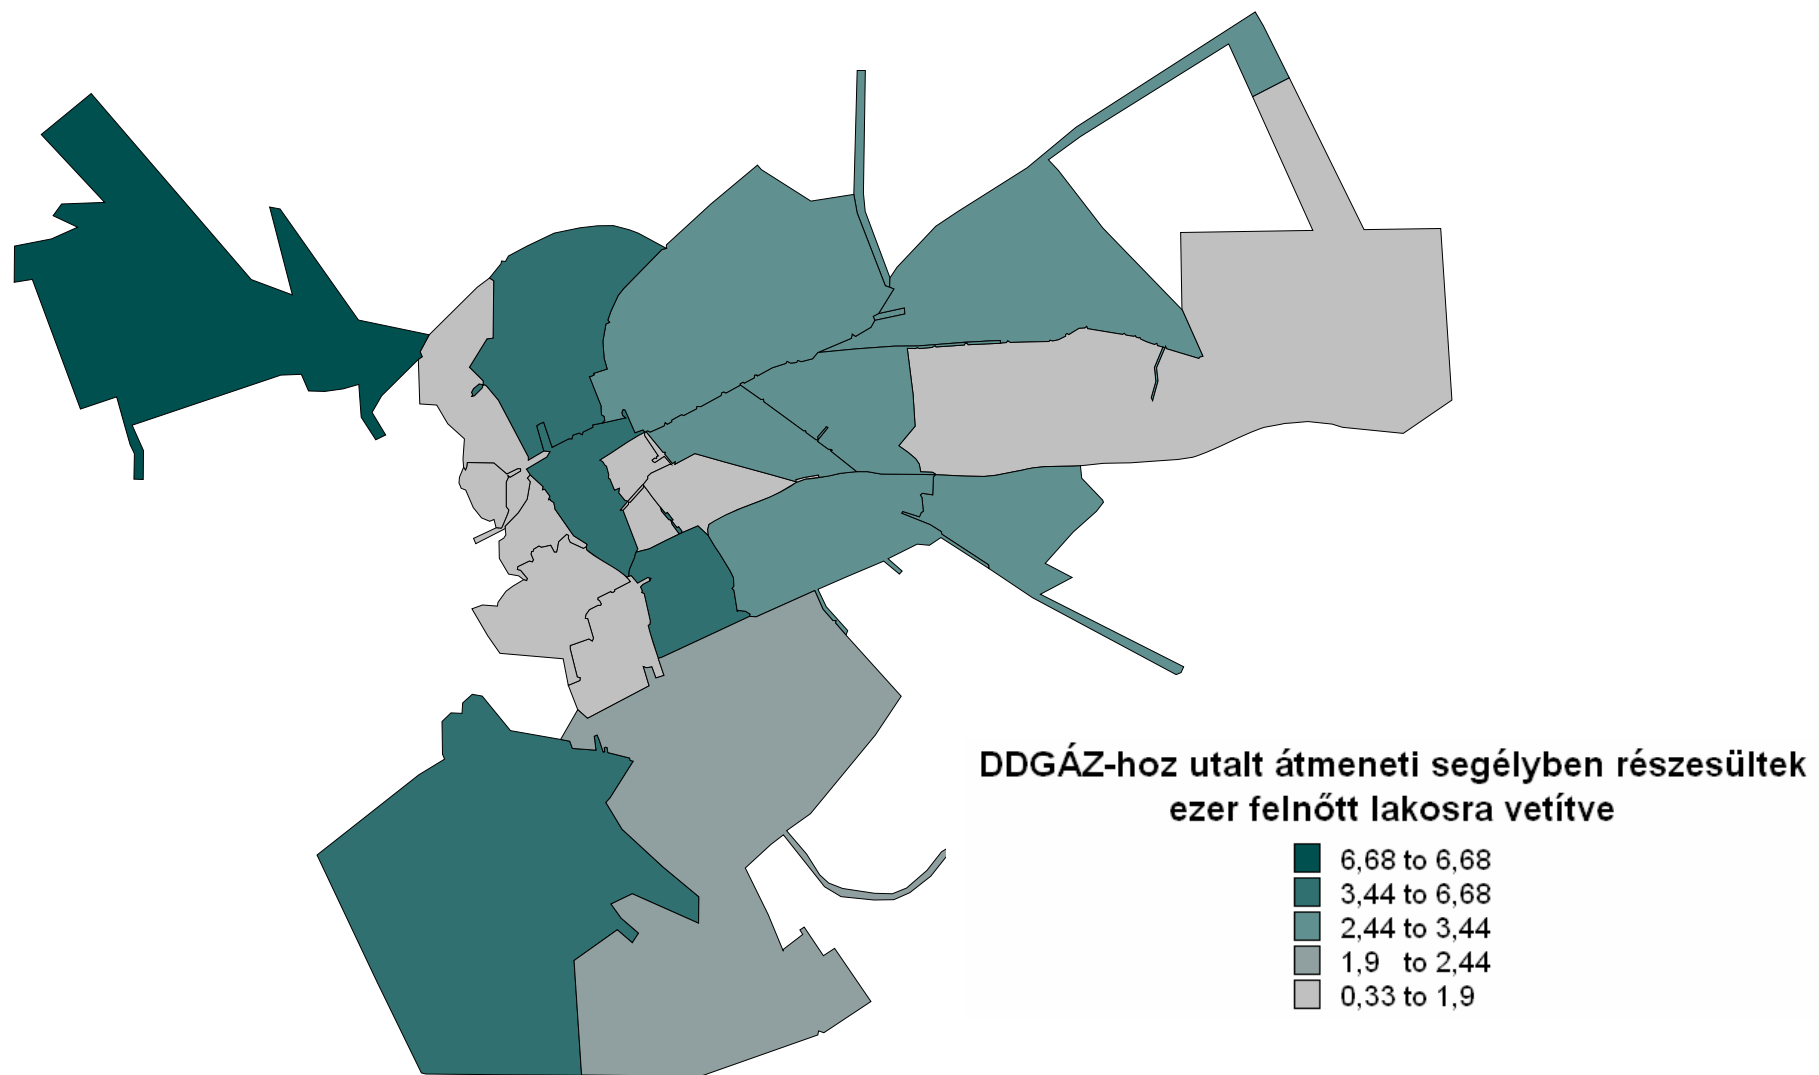 DDGÁZ-hoz utalt átmeneti segélyben részesültek
ezer felnőtt lakosra vetítve
6,68 to 6,68
3,44 to 6,68
2,44 to 3,44
1,9 to 2,44
0,33 to 1,9